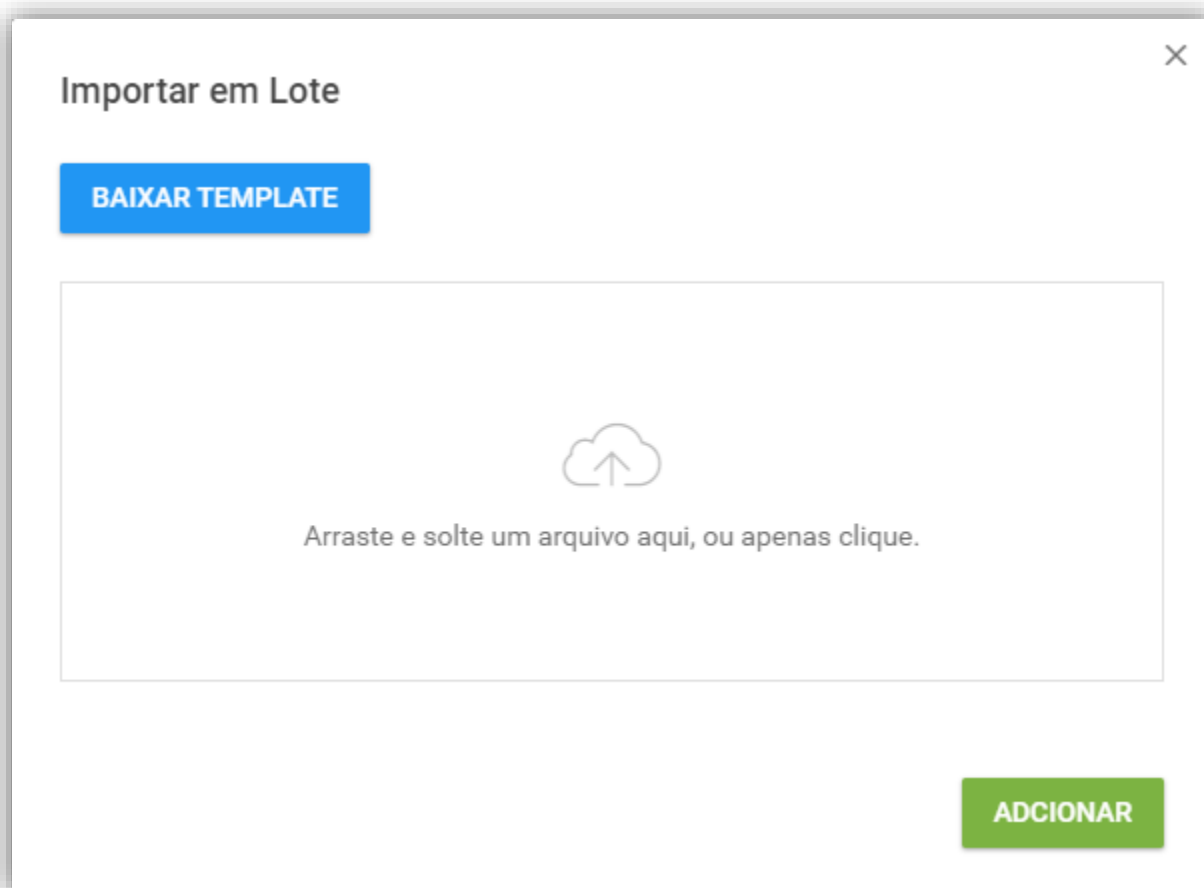 Importar em Lote
BAIXAR TEMPLATE
Arraste e solte um arquivo aqui, ou apenas clique.
ADCIONAR